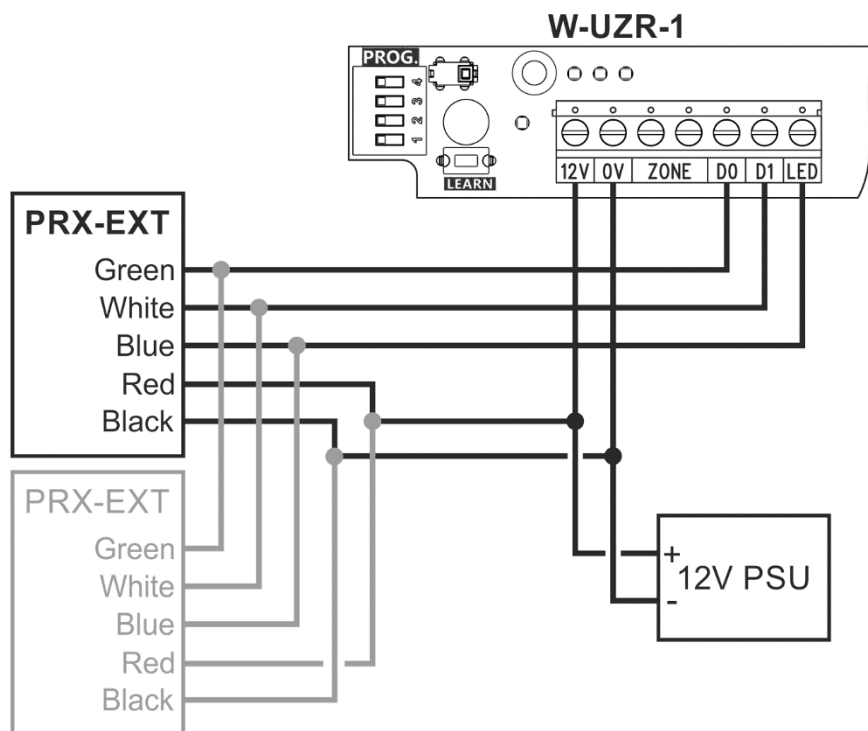 W-UZR-1
PROG.
4
3
2
1
LEARN
12V 0V ZONE D0 D1 LED
PRX-EXT
Green
White
Blue
Red
Black
PRX-EXT
Green
White
Blue
Red
Black
+
12V PSU
-